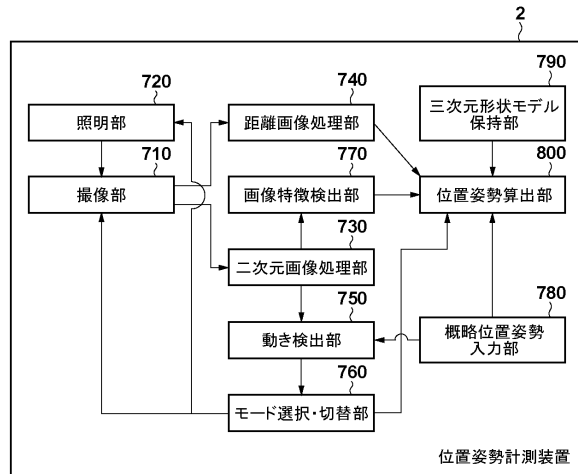 2
720
照明部
740
距離画像処理部
790
三次元形状モデル
保持部
710
撮像部
770
画像特徴検出部
800
位置姿勢算出部
730
二次元画像処理部
750
動き検出部
780
概略位置姿勢
入力部
760
モード選択・切替部
位置姿勢計測装置